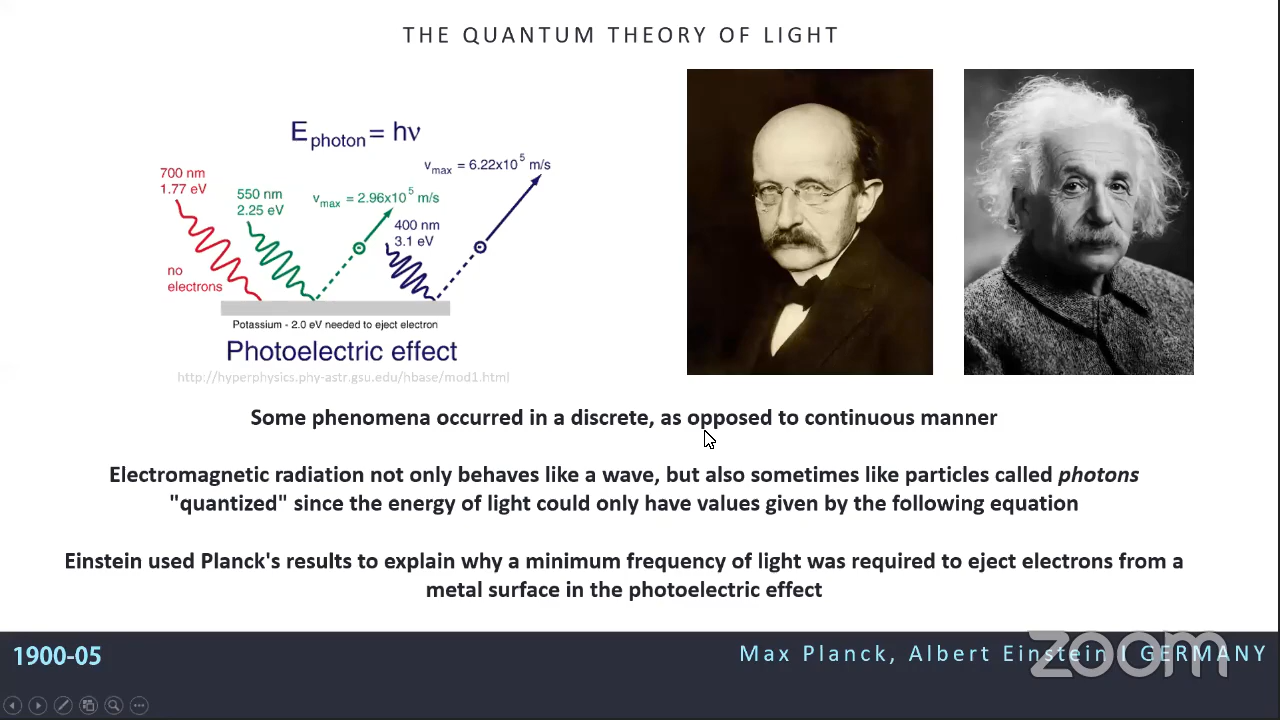 THE QUANTUM THEORY OF LIGHT
E photon = hν
v max = 6.22x10 5 m/s
700 nm
1.77 eV
550 nm
2.25 eV
v max = 2.96x10 5 m/s
400 nm
3.1 eV
no
electrons
Potassium - 2.0 eV needed to eject electron
Photoelectric effect
http://hyperphysics.phy-astr.gsu.edu/hbase/mod1.html
Some phenomena occurred in a discrete, as opposed to continuous manner
Electromagnetic radiation not only behaves like a wave, but also sometimes like particles called photons
"quantized" since the energy of light could only have values given by the following equation
Einstein used Planck's results to explain why a minimum frequency of light was required to eject electrons from a
metal surface in the photoelectric effect
1900-05
Max Planck, Albert Einstein I GERMANY
zoom